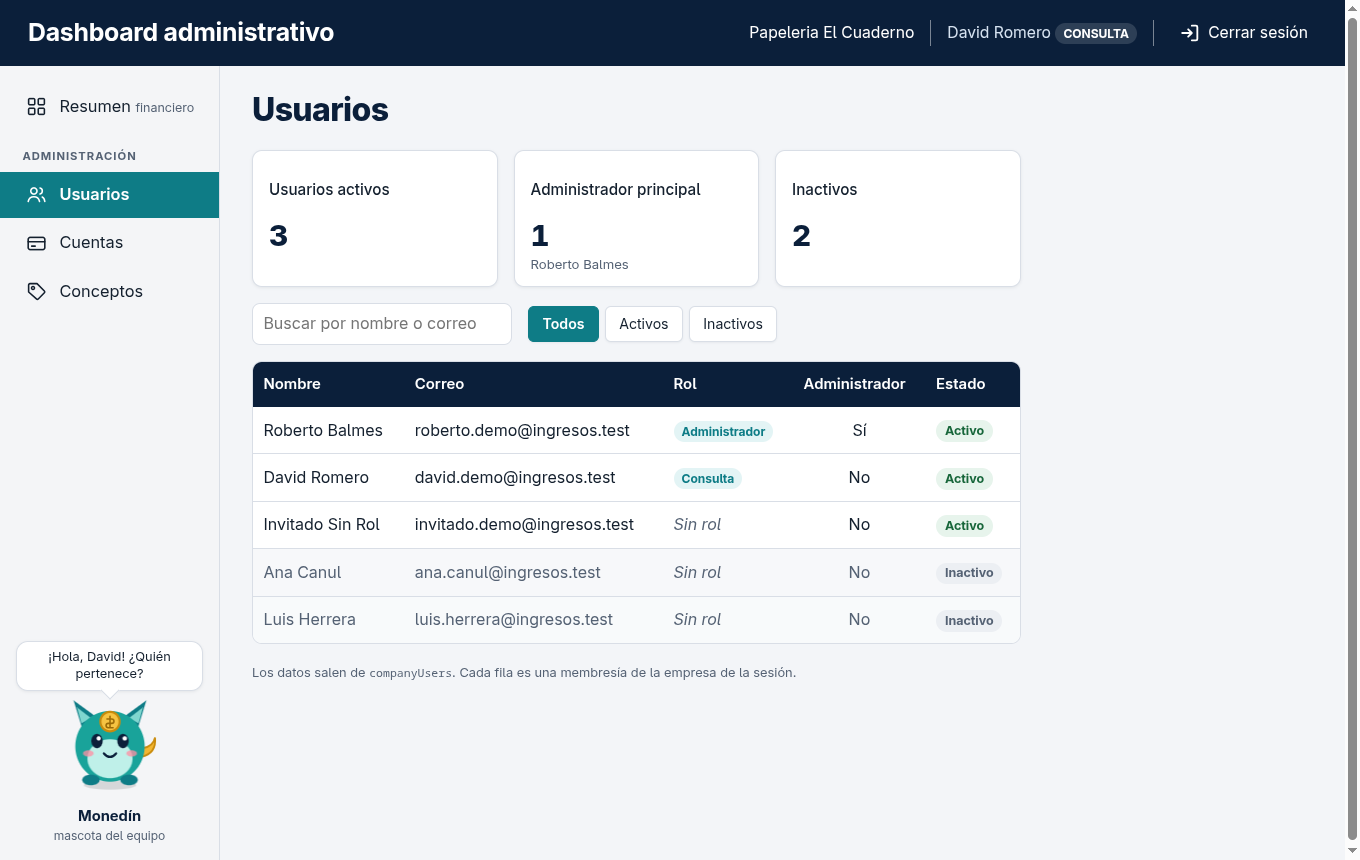 Dashboard administrativo
Papeleria El Cuaderno
David Romero CONSULTA
Cerrar sesión
Resumen financiero
ADMINISTRACIÓN
Usuarios
Cuentas
Conceptos
¡Hola, David! ¿Quién
pertenece?
Monedín
mascota del equipo
Usuarios
Usuarios activos
3
Administrador principal
1
Roberto Balmes
Inactivos
2
Buscar por nombre o correo
Todos
Activos
Inactivos
Nombre Correo Rol Administrador Estado
Roberto Balmes roberto.demo@ingresos.test Administrador Sí Activo
David Romero david.demo@ingresos.test Consulta No Activo
Invitado Sin Rol invitado.demo@ingresos.test Sin rol No Activo
Ana Canul ana.canul@ingresos.test Sin rol No Inactivo
Luis Herrera luis.herrera@ingresos.test Sin rol No Inactivo
Los datos salen de companyUsers. Cada fila es una membresía de la empresa de la sesión.